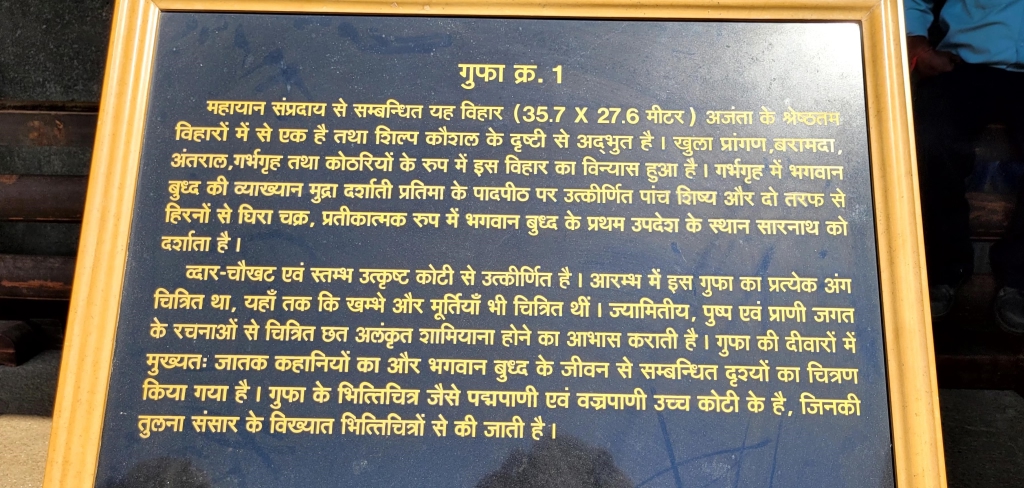 गुफा क्र. 1
महायान संप्रदाय से सम्बन्धित यह विहार (35.7 X 27.6 मीटर) अजंता के श्रेष्ठतम
विहारों में से एक है तथा शिल्प कौशल के दृष्टी से अद्भुत है। खुला प्रांगण,बरामदा,
अंतराल,गर्भगृह तथा कोठरियों के रुप में इस विहार का विन्यास हुआ है। गर्भगृह में भगवान
बुध्द की व्याख्यान मुद्रा दर्शाती प्रतिमा के पादपीठ पर उत्कीर्णित पांच शिष्य और दो तरफ से
हिरनों से घिरा चक्र, प्रतीकात्मक रुप में भगवान बुध्द के प्रथम उपदेश के स्थान सारनाथ को
दर्शाता है।
व्दार-चौखट एवं स्तम्भ उत्कृष्ट कोटी से उत्कीर्णित है। आरम्भ में इस गुफा का प्रत्येक अंग
चित्रित था, यहाँ तक कि खम्भे और मूर्तियाँ भी चित्रित थीं। ज्यामितीय, पुष्प एवं प्राणी जगत
के रचनाओं से चित्रित छत अलंकृत शामियाना होने का आभास कराती है। गुफा की दीवारों में
मुख्यतः जातक कहानियों का और भगवान बुध्द के जीवन से सम्बन्धित दृश्यों का चित्रण
किया गया है। गुफा के भित्तिचित्र जैसे पद्मपाणी एवं वज्रपाणी उच्च कोटी के है, जिनकी
तुलना संसार के विख्यात भित्तिचित्रों से की जाती है।